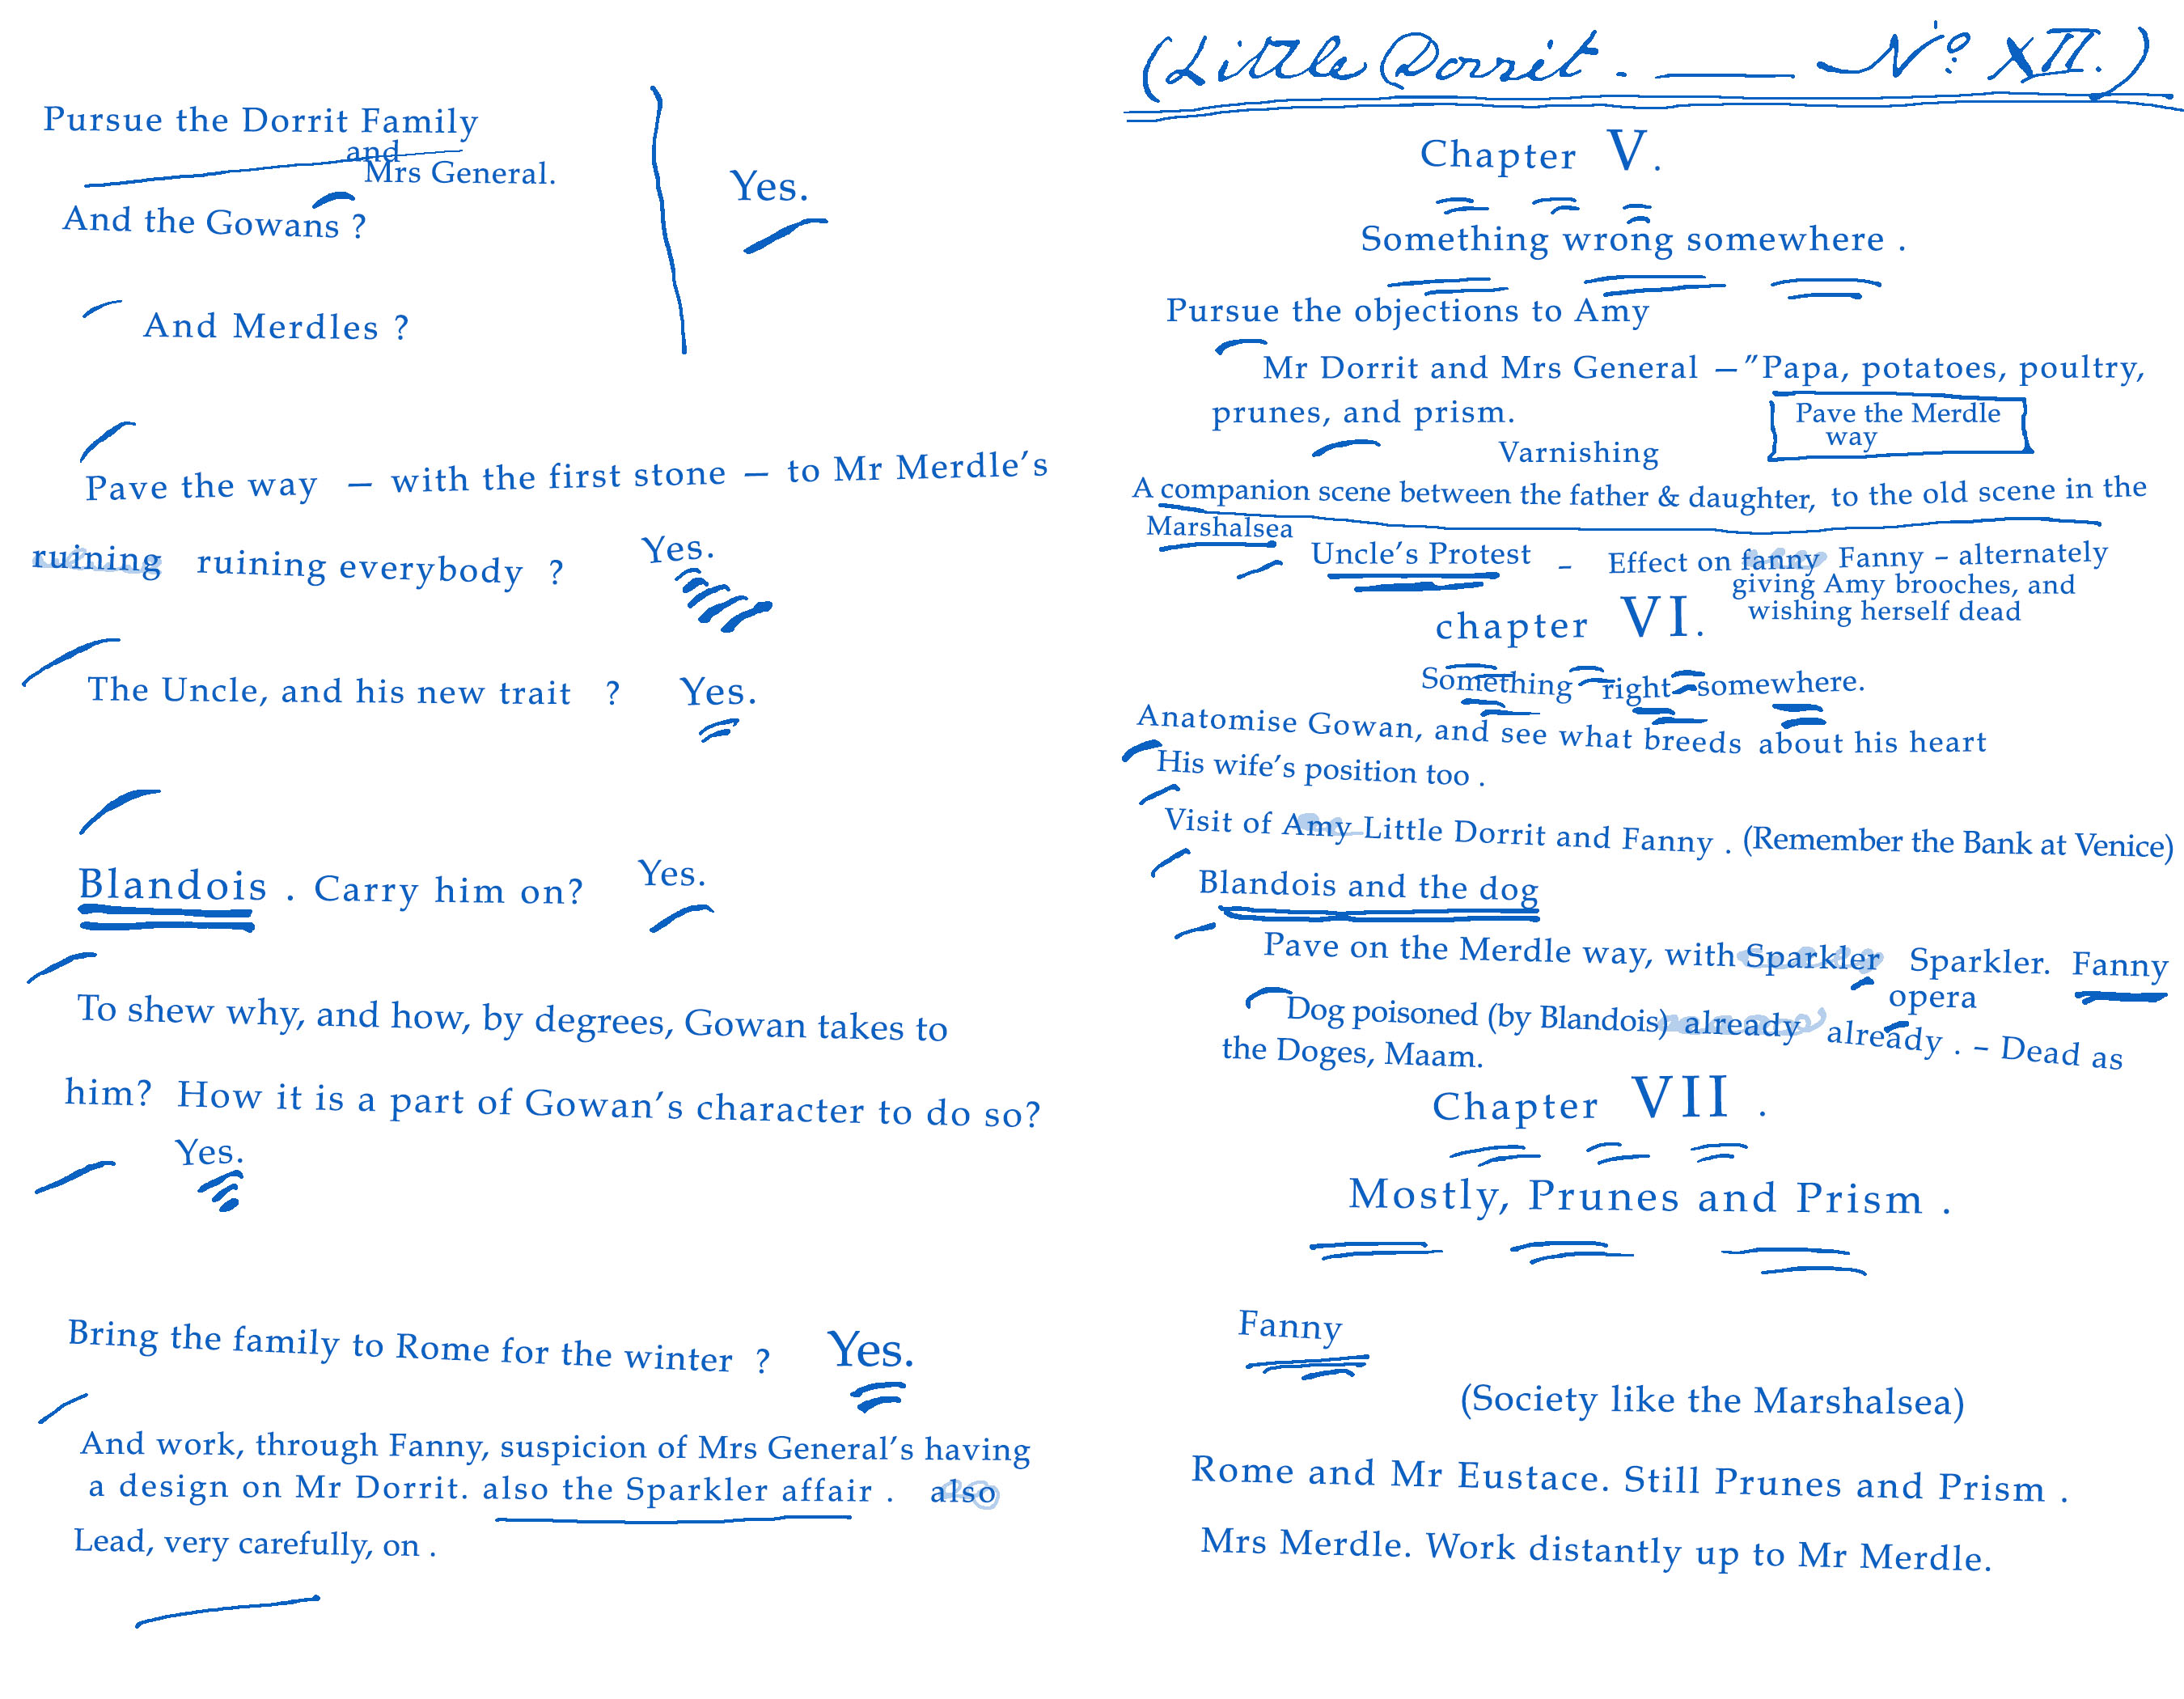 Pursue the Dorrit Family
and
Mrs General.
And the Gowans ?
And Merdles ?
Yes.
Pave the way — with the first stone — to Mr Merdle's
ruining ruining everybody ? Yes.
The Uncle, and his new trait ? Yes.
Blandois . Carry him on? Yes.
To shew why, and how, by degrees, Gowan takes to
him? How it is a part of Gowan's character to do so?
Yes.
Bring the family to Rome for the winter ? Yes.
And work, through Fanny, suspicion of Mrs General's having
a design on Mr Dorrit. also the Sparkler affair . also
Lead, very carefully, on .
(Little Dorrit. — No. XII.)
Chapter V.
Something wrong somewhere .
Pursue the objections to Amy
Mr Dorrit and Mrs General —"Papa, potatoes, poultry,
prunes, and prism.
Pave the Merdle
way
Varnishing
A companion scene between the father & daughter, to the old scene in the
Marshalsea
Uncle's Protest – Effect on fanny Fanny – alternately
giving Amy brooches, and
wishing herself dead
chapter VI.
Something right somewhere.
Anatomise Gowan, and see what breeds about his heart
His wife's position too .
Visit of Amy Little Dorrit and Fanny . (Remember the Bank at Venice)
Blandois and the dog
Pave on the Merdle way, with Sparkler Sparkler. Fanny
opera
Dog poisoned (by Blandois) already already . – Dead as
the Doges, Maam.
Chapter VII .
Mostly, Prunes and Prism .
Fanny
(Society like the Marshalsea)
Rome and Mr Eustace. Still Prunes and Prism .
Mrs Merdle. Work distantly up to Mr Merdle.